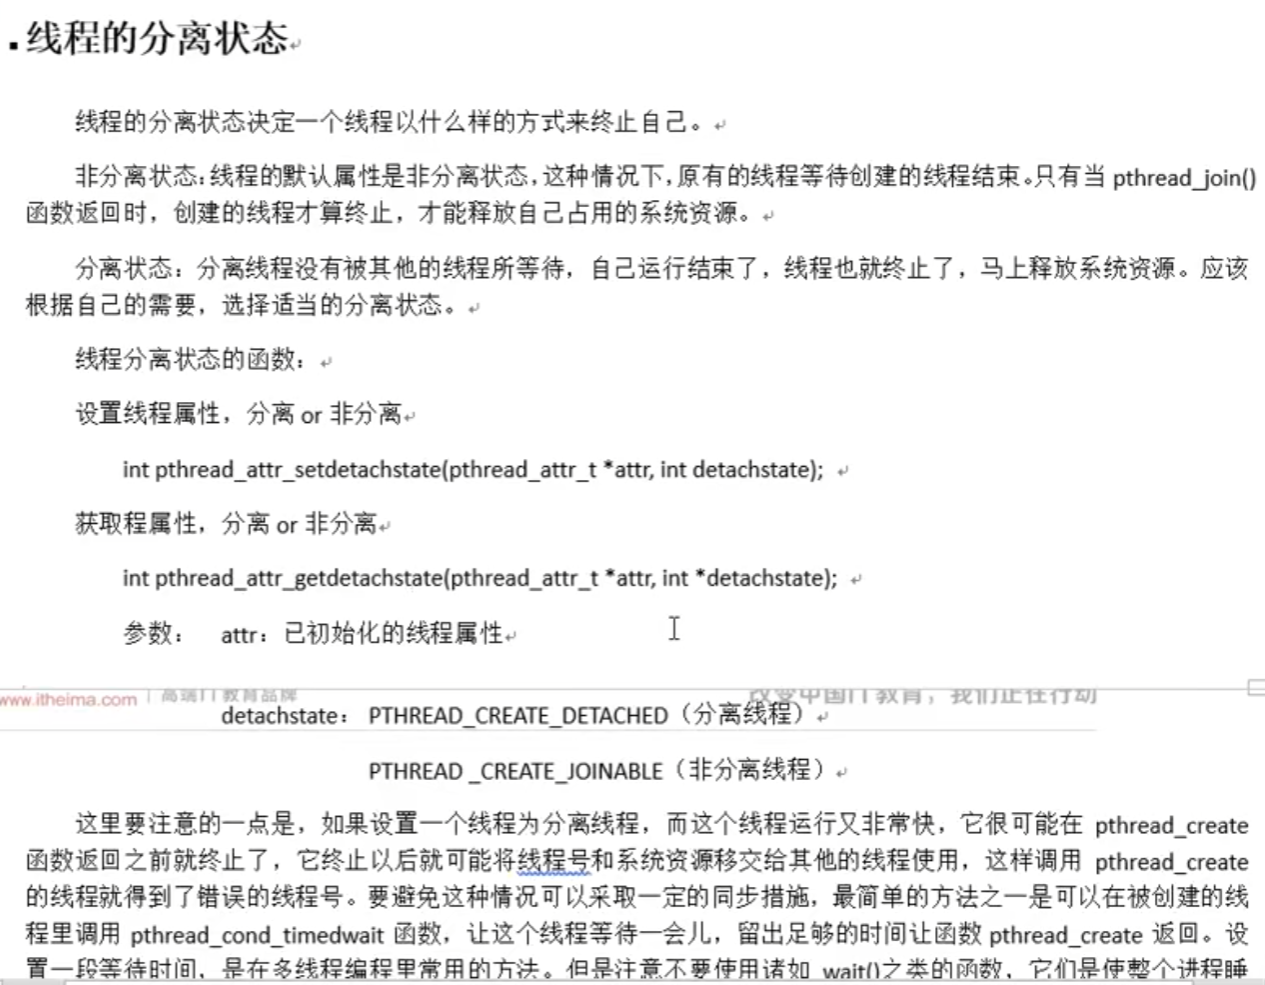 线程的分离状态
线程的分离状态决定一个线程以什么样的方式来终止自己。
非分离状态：线程的默认属性是非分离状态，这种情况下，原有的线程等待创建的线程结束。只有当 pthread_join()
函数返回时，创建的线程才算终止，才能释放自己占用的系统资源。
分离状态：分离线程没有被其他的线程所等待，自己运行结束了，线程也就终止了，马上释放系统资源。应该
根据自己的需要，选择适当的分离状态。
线程分离状态的函数：
设置线程属性，分离 or 非分离
int pthread_attr_setdetachstate(pthread_attr_t *attr, int detachstate);
获取程属性，分离 or 非分离
int pthread_attr_getdetachstate(pthread_attr_t *attr, int *detachstate);
参数： attr：已初始化的线程属性
www.itheima.com 高端IT教育品牌 改变中国IT教育，我们正在行动
detachstate： PTHREAD_CREATE_DETACHED（分离线程）
PTHREAD _CREATE_JOINABLE（非分离线程）
这里要注意的一点是，如果设置一个线程为分离线程，而这个线程运行又非常快，它很可能在 pthread_create
函数返回之前就终止了，它终止以后就可能将线程号和系统资源移交给其他的线程使用，这样调用 pthread_create
的线程就得到了错误的线程号。要避免这种情况可以采取一定的同步措施，最简单的方法之一是可以在被创建的线
程里调用 pthread_cond_timedwait 函数，让这个线程等待一会儿，留出足够的时间让函数 pthread_create 返回。设
置一段等待时间，是在多线程编程里常用的方法。但是注意不要使用诸如 wait()之类的函数，它们是使整个进程睡